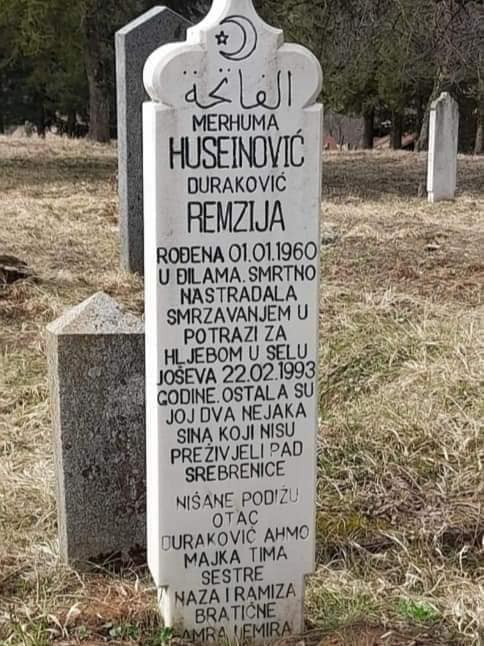 الفاتحة
MERHUMA
HUSEINOVIĆ
DURAKOVIĆ
REMZIJA
ROĐENA 01.01.1960
U ĐILAMA. SMRTNO
NASTRADALA
SMRZAVANJEM U
POTRAZI ZA
HLJEBOM U SELU
JOŠEVA 22.02.1993
GODINE. OSTALA SU
JOJ DVA NEJAKA
SINA KOJI NISU
PREŽIVJELI PAD
SREBRENICE
NIŠANE PODIŽU
OTAC
DURAKOVIĆ AHMO
MAJKA TIMA
SESTRE
NAZA I RAMIZA
BRATIČNE
AMRA I EMIRA